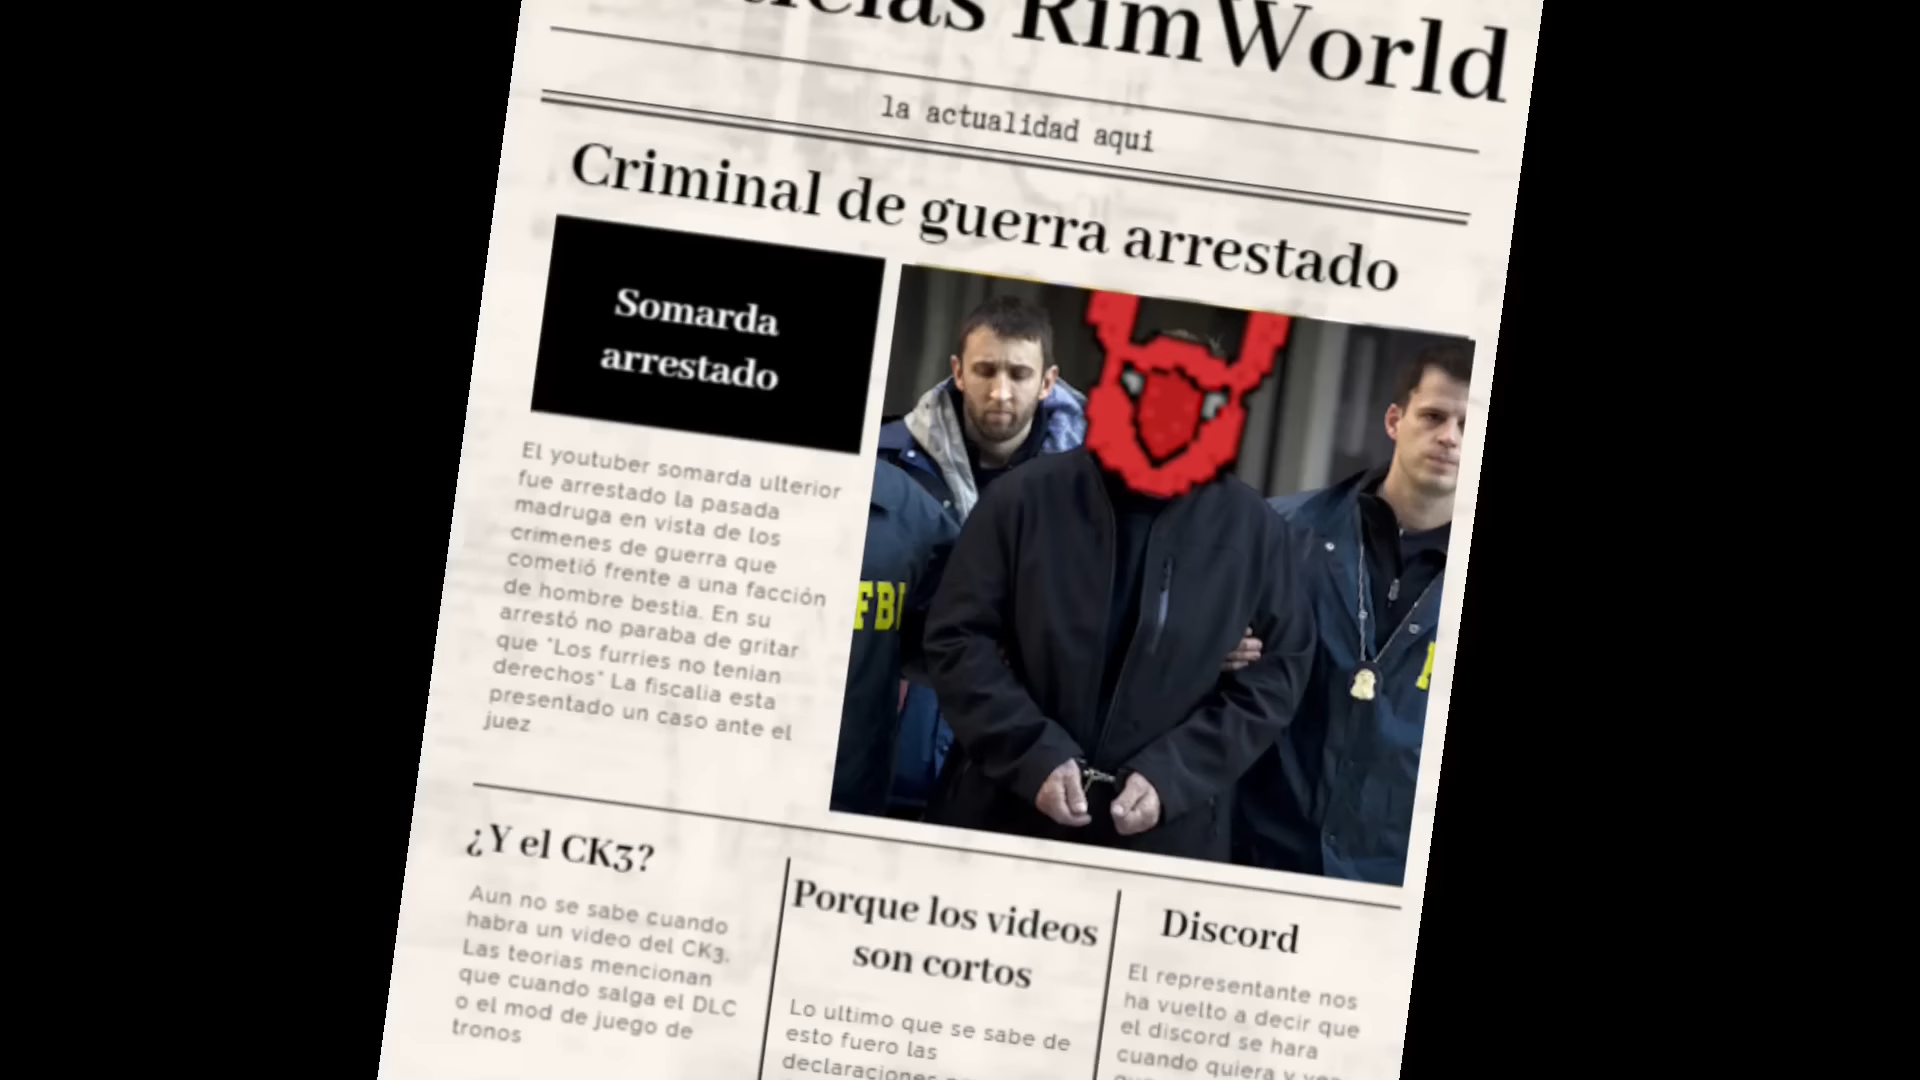 RimWorld
la actualidad aqui
Criminal de guerra arrestado
Somarda
arrestado
El youtuber somarda ulterior
fue arrestado la pasada
madruga en vista de los
crimenes de guerra que
cometió frente a una facción
de hombre bestia. En su
arrestó no paraba de gritar
que "Los furries no tenian
derechos" La fiscalia esta
presentado un caso ante el
juez
FBI
¿Y el CK3?
Aun no se sabe cuando
habra un video del CK3.
Las teorias mencionan
que cuando salga el DLC
o el mod de juego de
tronos
Porque los videos
son cortos
Lo ultimo que se sabe de
esto fuero las
declaraciones
Discord
El representante nos
ha vuelto a decir que
el discord se hara
cuando quiera y